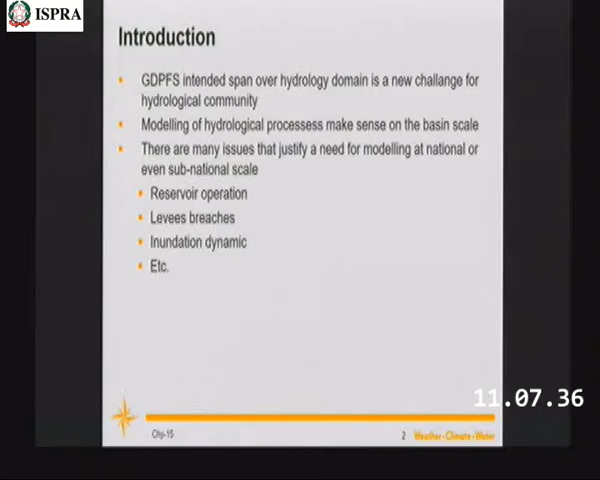 ISPRA
Introduction
• GDPFS intended span over hydrology domain is a new challange for
hydrological community
• Modelling of hydrological processess make sense on the basin scale
• There are many issues that justify a need for modelling at national or
even sub-national scale
• Reservoir operation
• Levees breaches
• Inundation dynamic
• Etc.
11.07.36
Chy-15
2 Weather - Climate - Water